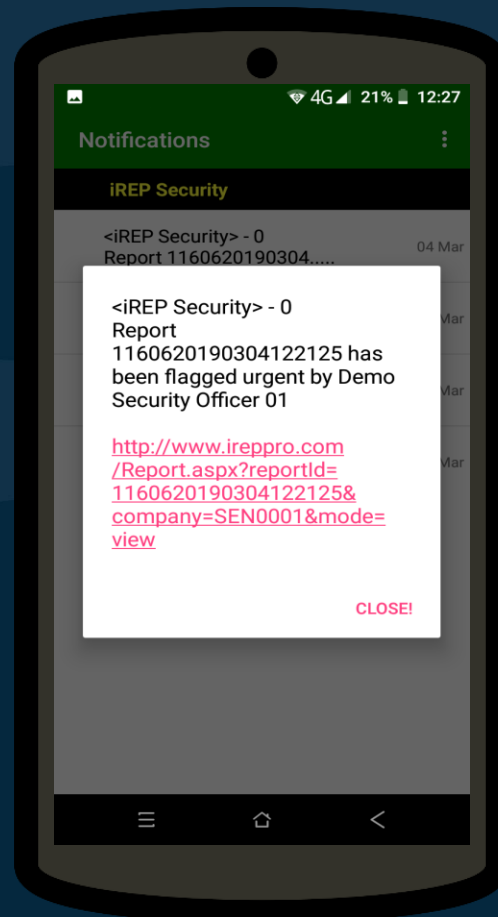 4G 21% 12:27
Notifications
iREP Security
<iREP Security> - 0
Report 1160620190304..... 04 Mar
Mar
Mar
Mar
<iREP Security> - 0
Report
1160620190304122125 has
been flagged urgent by Demo
Security Officer 01
http://www.ireppro.com
/Report.aspx?reportId=
1160620190304122125&
company=SEN0001&mode=
view
CLOSE!